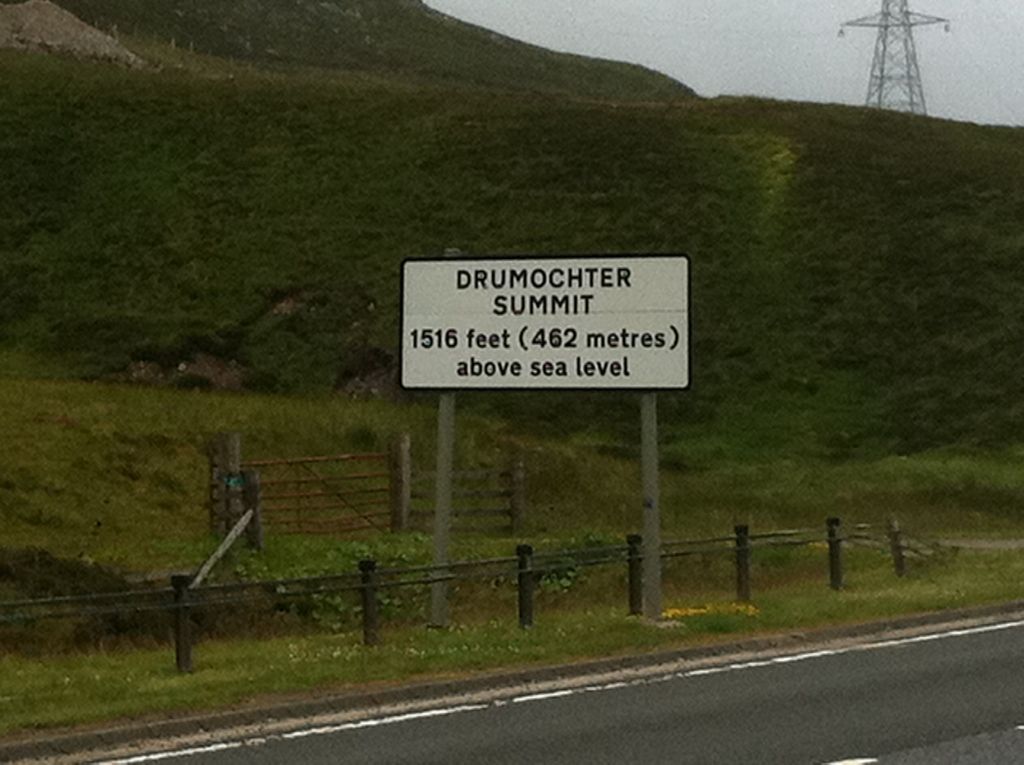 DRUMOCHTER
SUMMIT
1516 feet (462 metres)
above sea level